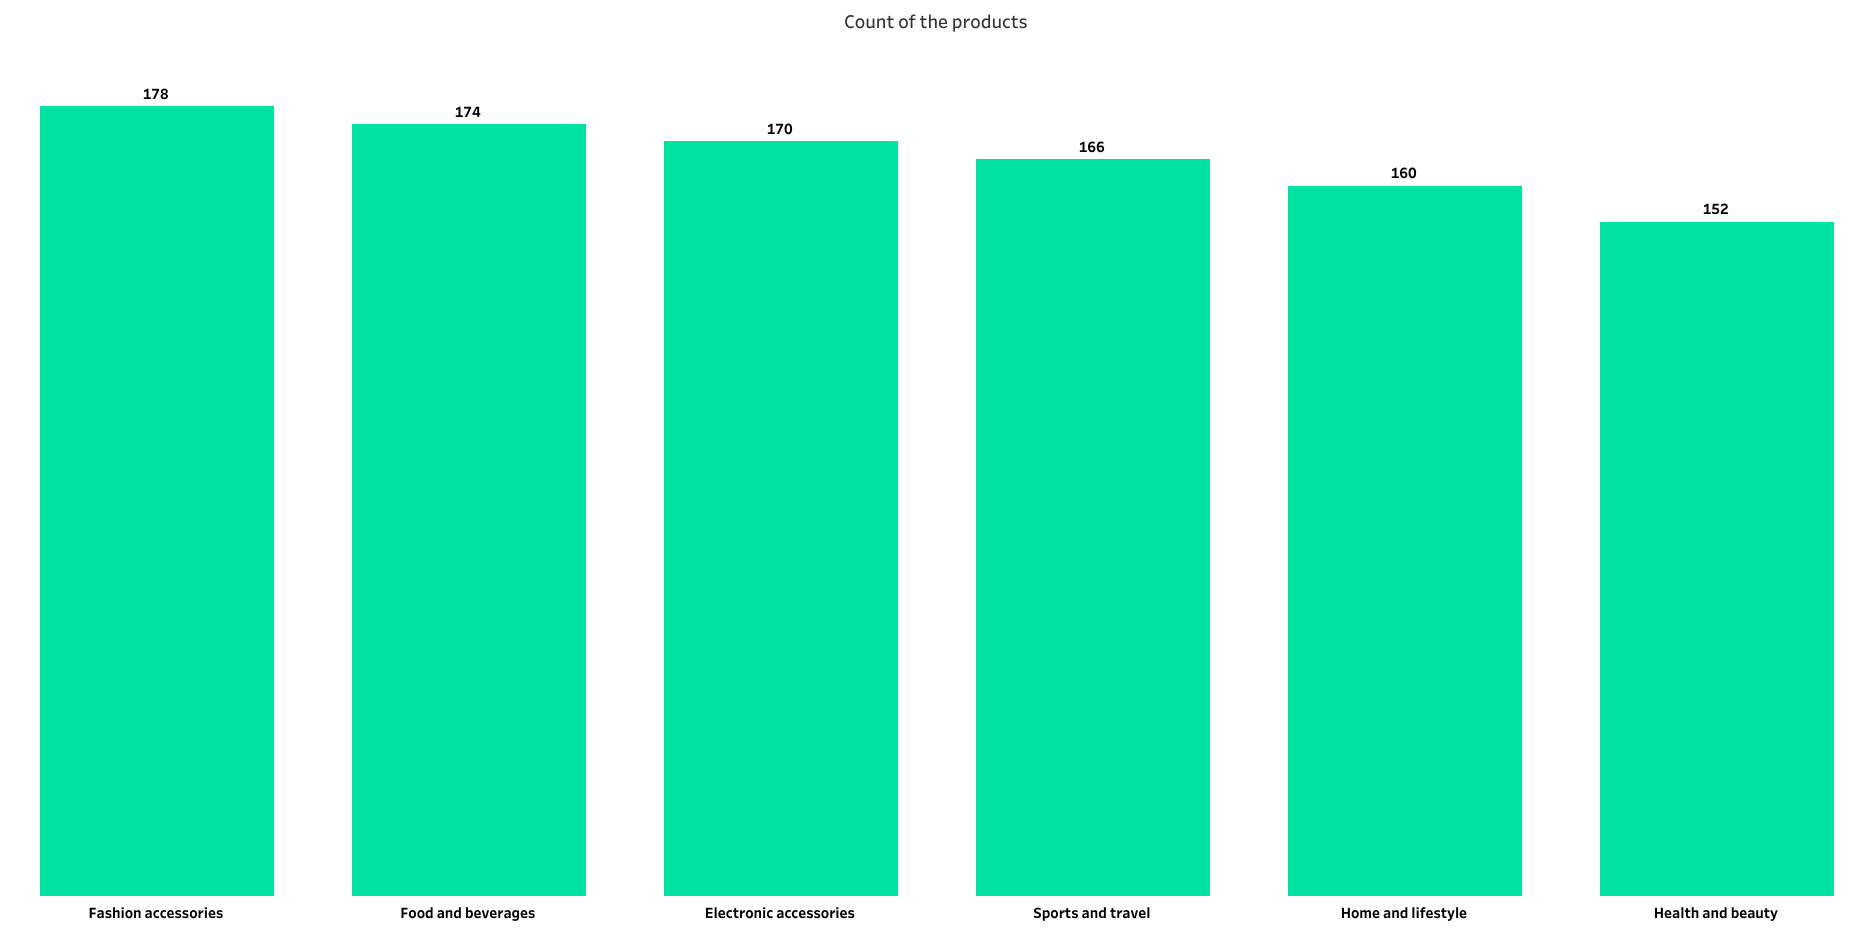 Count of the products
178
174
170
166
160
152
Fashion accessories
Food and beverages
Electronic accessories
Sports and travel
Home and lifestyle
Health and beauty